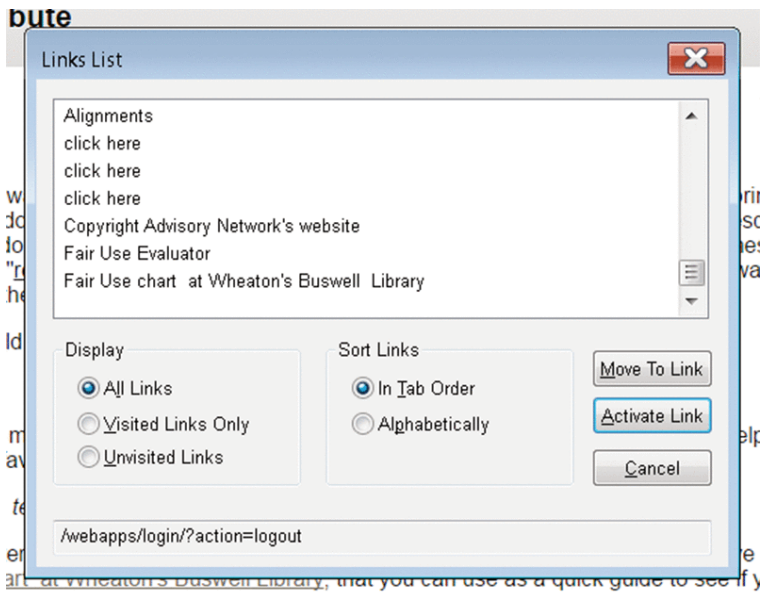 bute
Links List
Alignments
click here
click here
click here
Copyright Advisory Network's website
Fair Use Evaluator
Fair Use chart at Wheaton's Buswell Library
Display
All Links
Visited Links Only
Unvisited Links
Sort Links
In Tab Order
Alphabetically
Move To Link
Activate Link
Cancel
/webapps/login/?action=logout
at Wheaton's Buswell Library, that you can use as a quick guide to see if y